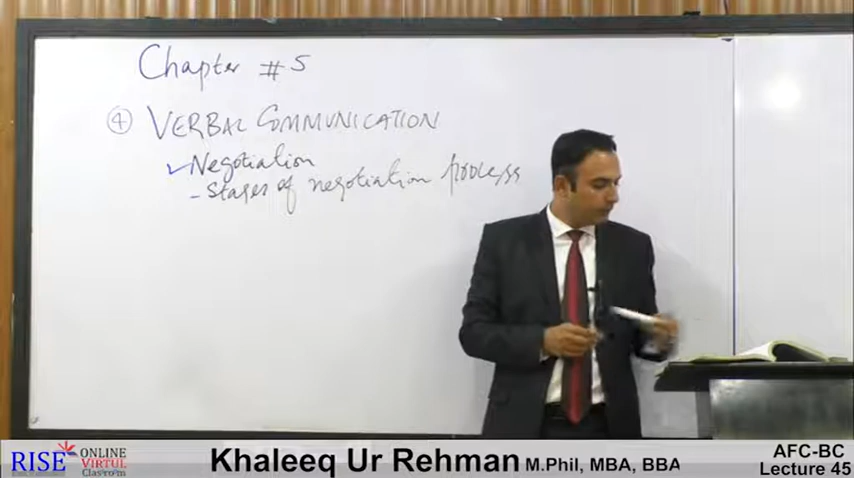 Chapter #5
④ VERBAL COMMUNICATION
✓ Negotiation
- Stages of negotiation process
RISE ONLINE VIRTUL Classroom
Khaleeq Ur Rehman M.Phil, MBA, BBA
AFC-BC
Lecture 45